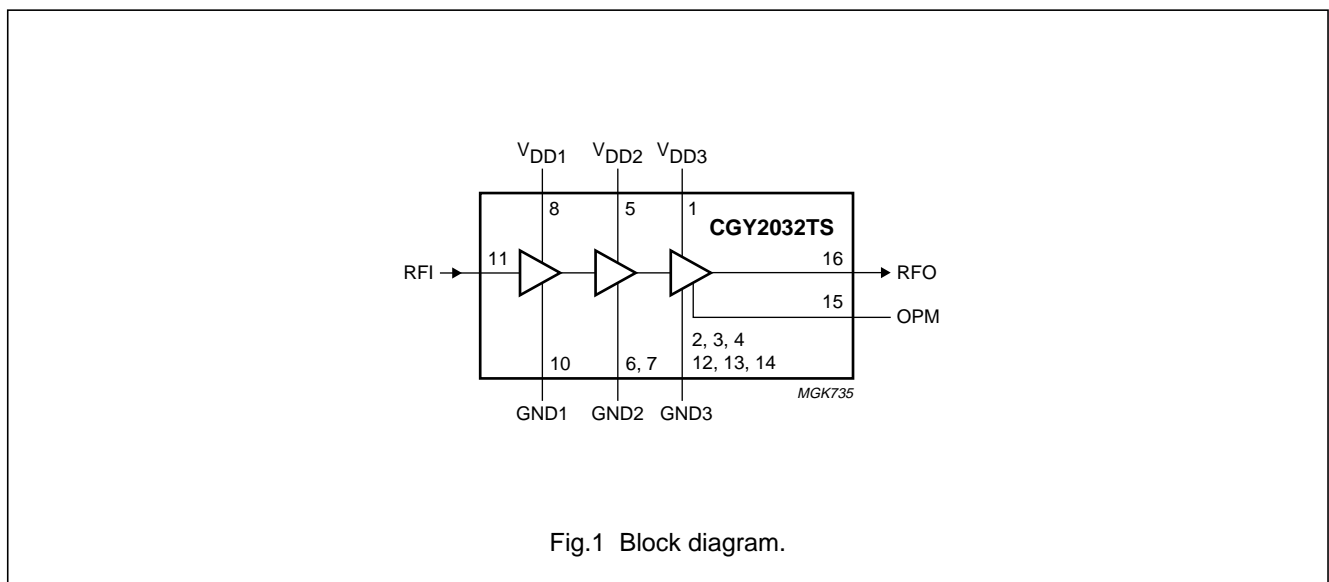 VDD1 VDD2 VDD3
8 5 1
CGY2032TS
RFI 11 16 RFO
15 OPM
2, 3, 4
10 6, 7 12, 13, 14
MGK735
GND1 GND2 GND3
Fig.1 Block diagram.